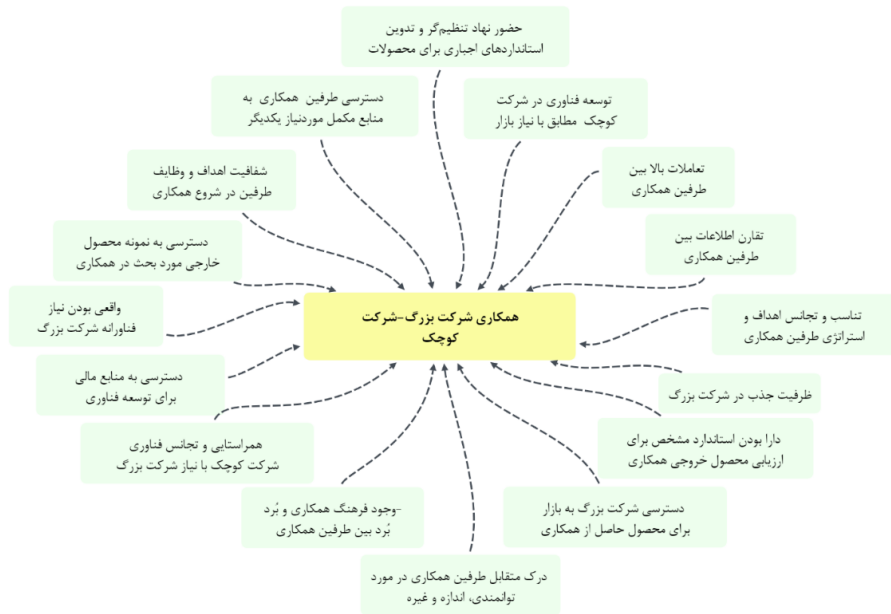 حضور نهاد تنظیم‌گر و تدوین
استانداردهای اجباری برای محصولات
توسعه فناوری در شرکت
کوچک مطابق با نیاز بازار
دسترسی طرفین همکاری به
منابع مکمل موردنیاز یکدیگر
تعاملات بالا بین
طرفین همکاری
شفافیت اهداف و وظایف
طرفین در شروع همکاری
تقارن اطلاعات بین
طرفین همکاری
دسترسی به نمونه محصول
خارجی مورد بحث در همکاری
همکاری شرکت بزرگ-شرکت
کوچک
تناسب و تجانس اهداف و
استراتژی طرفین همکاری
واقعی بودن نیاز
فناورانه شرکت بزرگ
ظرفیت جذب در شرکت بزرگ
دسترسی به منابع مالی
برای توسعه فناوری
دارا بودن استاندارد مشخص برای
ارزیابی محصول خروجی همکاری
همراستایی و تجانس فناوری
شرکت کوچک با نیاز شرکت بزرگ
دسترسی شرکت بزرگ به بازار
برای محصول حاصل از همکاری
وجود فرهنگ همکاری و بُرد-
بُرد بین طرفین همکاری
درک متقابل طرفین همکاری در مورد
توانمندی، اندازه و غیره